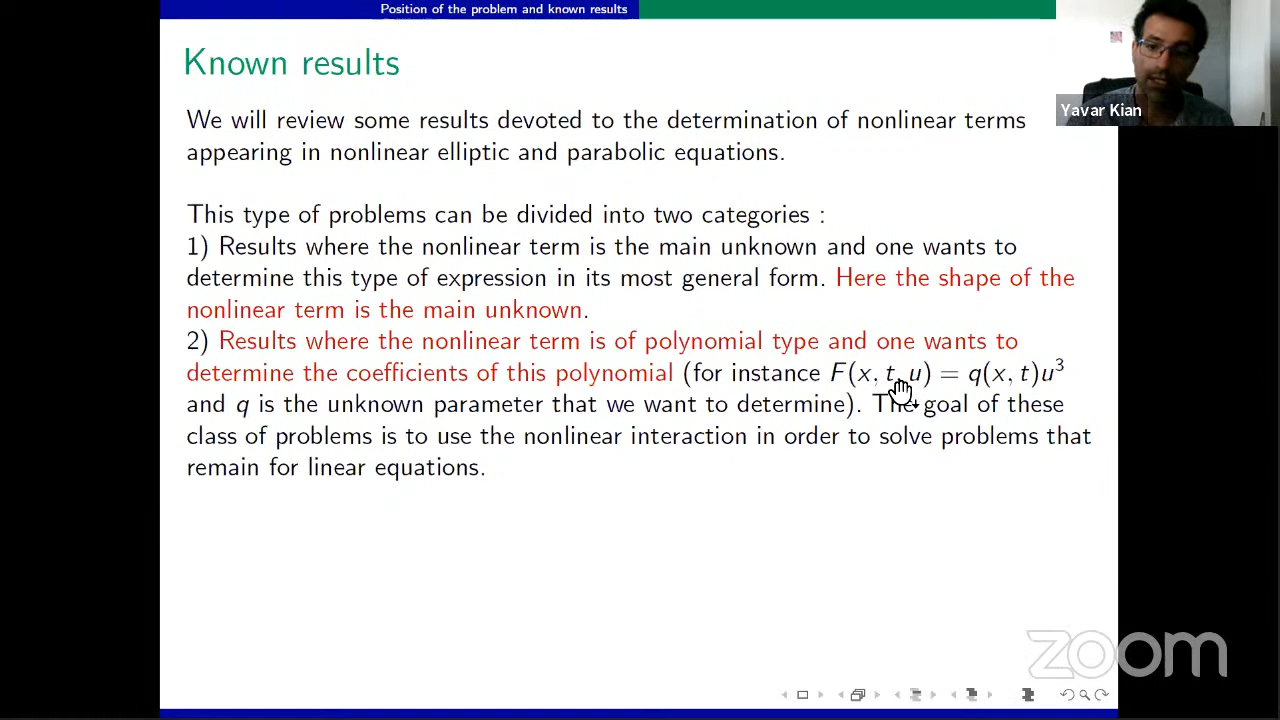 Position of the problem and known results
Known results
Yavar Kian
We will review some results devoted to the determination of nonlinear terms
appearing in nonlinear elliptic and parabolic equations.
This type of problems can be divided into two categories :
1) Results where the nonlinear term is the main unknown and one wants to
determine this type of expression in its most general form. Here the shape of the
nonlinear term is the main unknown.
2) Results where the nonlinear term is of polynomial type and one wants to
determine the coefficients of this polynomial (for instance F(x, t, u) = q(x, t)u³
and q is the unknown parameter that we want to determine). The goal of these
class of problems is to use the nonlinear interaction in order to solve problems that
remain for linear equations.
zoom